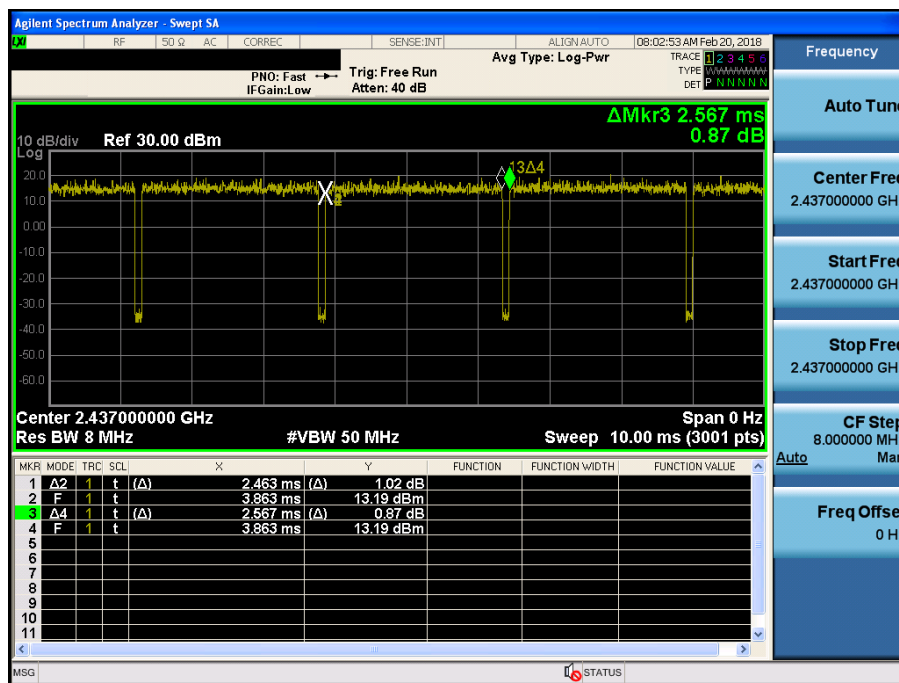 Agilent Spectrum Analyzer - Swept SA
LXI RF 50 Ω AC CORREC SENSE:INT ALIGN AUTO 08:02:53 AM Feb 20, 2018
Frequency
Avg Type: Log-Pwr
TRACE 1 2 3 4 5 6
PNO: Fast Trig: Free Run
TYPE WWWWWW
IFGain:Low Atten: 40 dB
DET P N N N N N
Auto Tune
ΔMkr3 2.567 ms
0.87 dB
10 dB/div Ref 30.00 dBm
Log
20.0
10.0
0.00
-10.0
-20.0
-30.0
-40.0
-50.0
-60.0
X
13Δ4
Center Fre
2.437000000 GH
Start Fre
2.437000000 GH
Stop Fre
2.437000000 GH
Center 2.437000000 GHz Span 0 Hz
Res BW 8 MHz #VBW 50 MHz Sweep 10.00 ms (3001 pts)
CF Step
8.000000 MH
Auto Ma
MKR MODE TRC SCL X Y FUNCTION FUNCTION WIDTH FUNCTION VALUE
1 Δ2 1 t (Δ) 2.463 ms (Δ) 1.02 dB
2 F 1 t 3.863 ms 13.19 dBm
3 Δ4 1 t (Δ) 2.567 ms (Δ) 0.87 dB
4 F 1 t 3.863 ms 13.19 dBm
5
6
7
8
9
10
11
Freq Offse
0 H
MSG STATUS